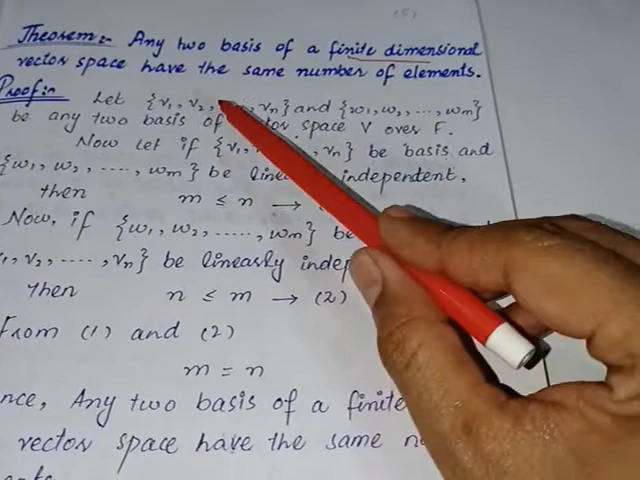 (5)
Theorem:- Any two basis of a finite dimensional
vector space have the same number of elements.
Proof:- Let {v1, v2, , vn} and {w1, w2, ..., wm}
be any two basis of space V over F.
Now let if {v1, , vn} be basis and
{w1, w2, ...., wm} be independent,
then m ≤ n →
Now, if {w1, w2, ....., wm}
v2, ...., vn} be linearly
then n ≤ m → (2)
From (1) and (2)
m = n
Any two basis of a
vector space have the same